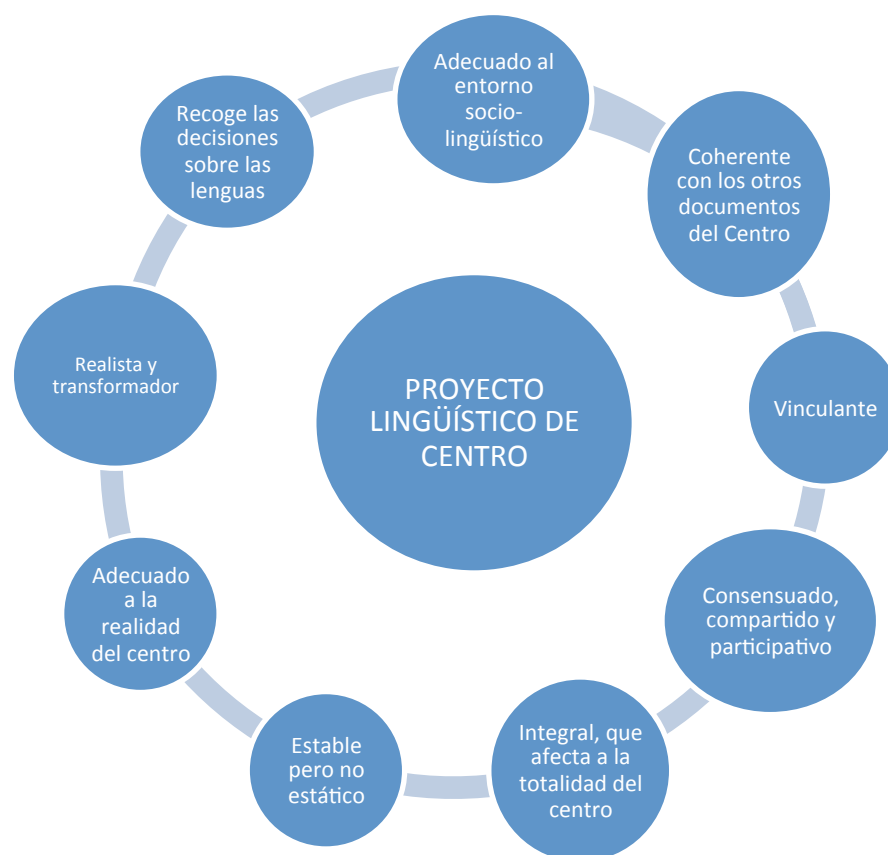 Adecuado al
entorno
socio-
lingüístico
Coherente
con los otros
documentos
del Centro
Vinculante
Consensuado,
compartido y
participativo
Integral, que
afecta a la
totalidad del
centro
Estable
pero no
estático
Adecuado
a la
realidad
del centro
Realista y
transformador
Recoge las
decisiones
sobre las
lenguas
PROYECTO
LINGÜÍSTICO DE
CENTRO